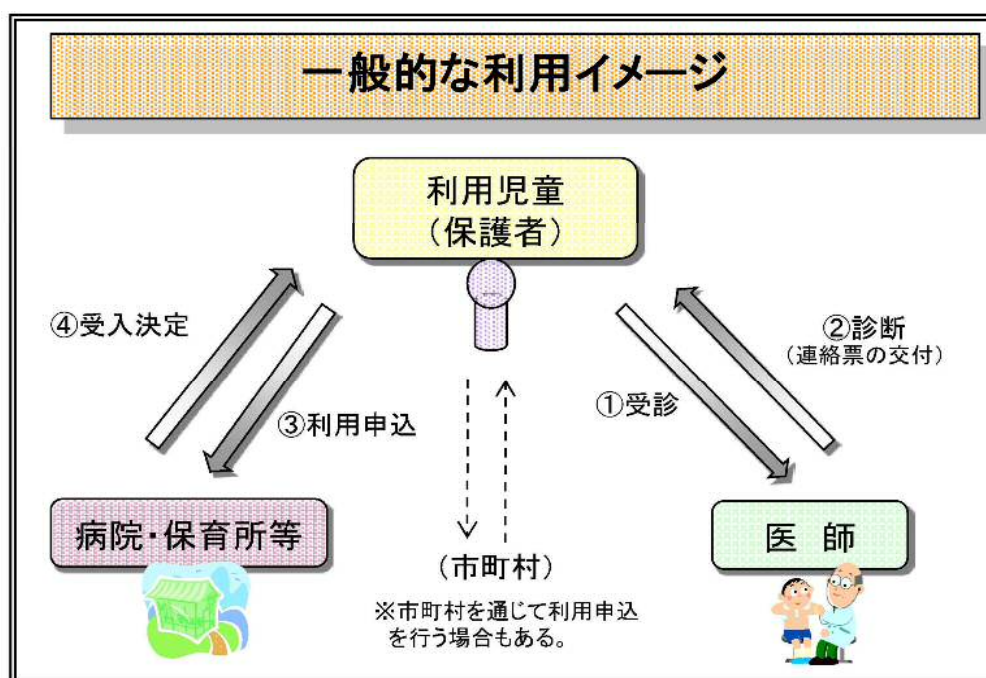 一般的な利用イメージ
利用児童
（保護者）
④受入決定
②診断
（連絡票の交付）
①受診
③利用申込
病院・保育所等
医 師
（市町村）
※市町村を通じて利用申込
を行う場合もある。